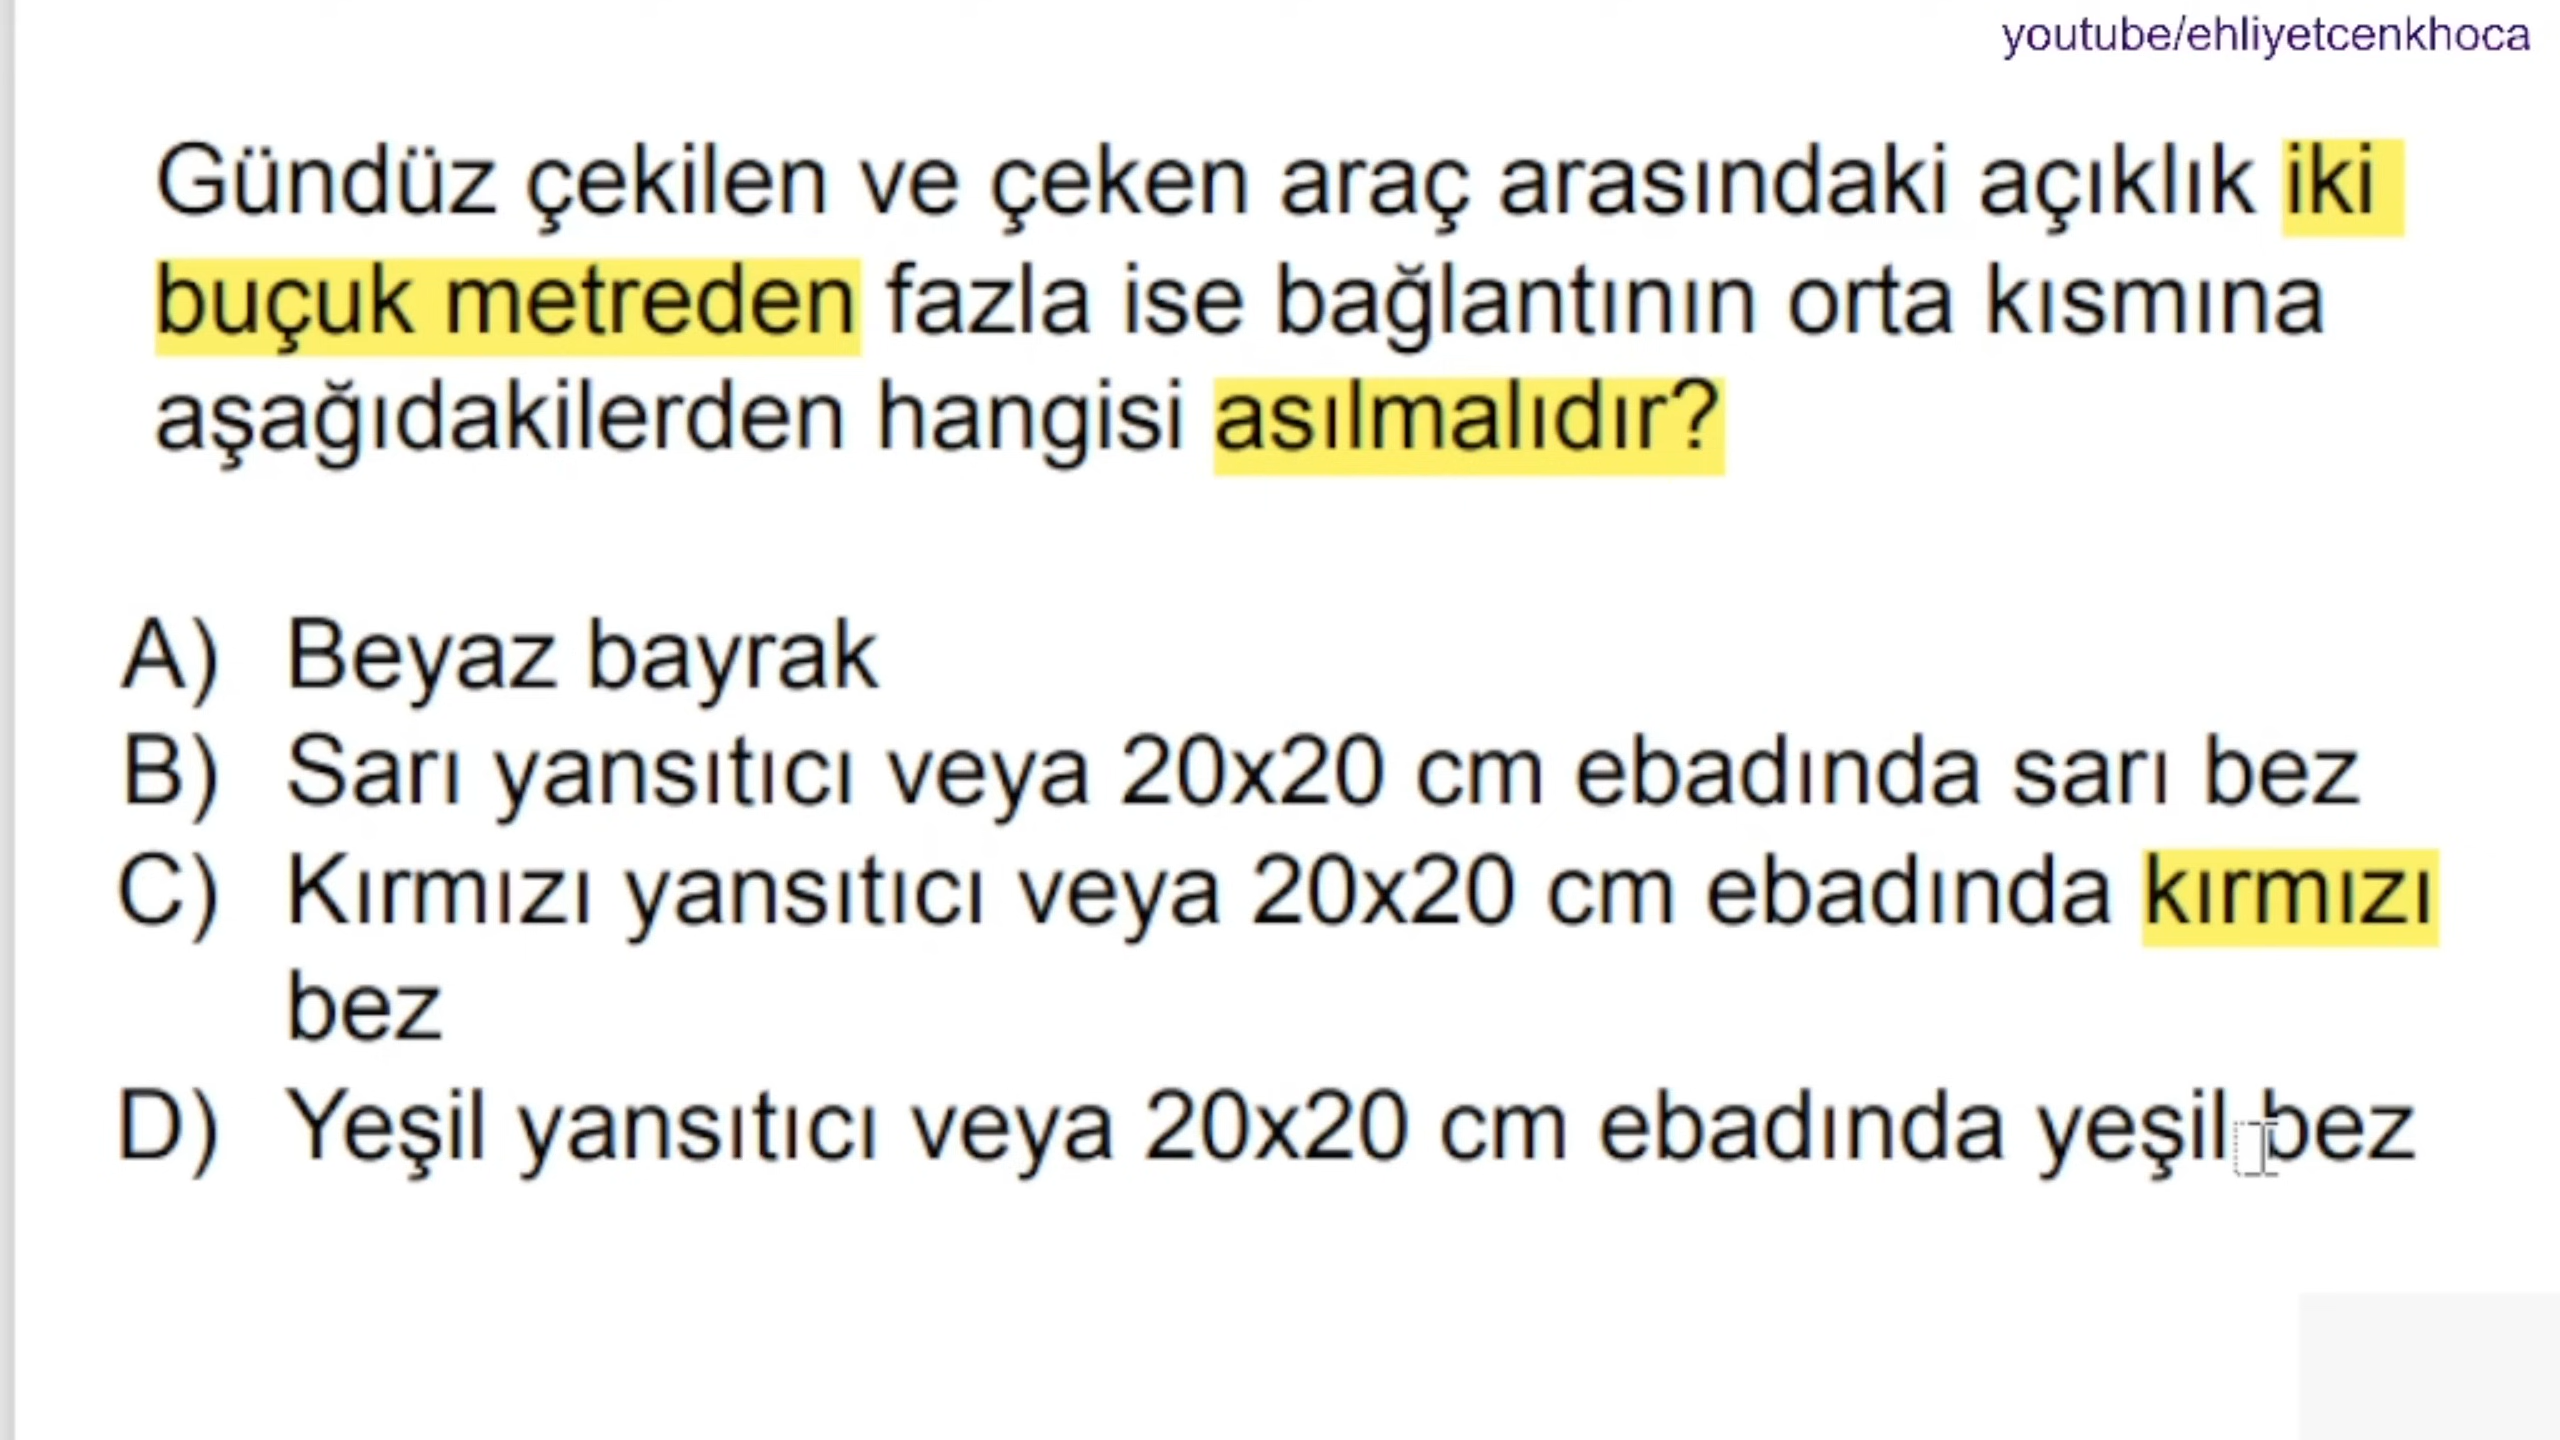 youtube/ehliyetcenkhoca
Gündüz çekilen ve çeken araç arasındaki açıklık iki
buçuk metreden fazla ise bağlantının orta kısmına
aşağıdakilerden hangisi asılmalıdır?
A) Beyaz bayrak
B) Sarı yansıtıcı veya 20x20 cm ebadında sarı bez
C) Kırmızı yansıtıcı veya 20x20 cm ebadında kırmızı
bez
D) Yeşil yansıtıcı veya 20x20 cm ebadında yeşil bez